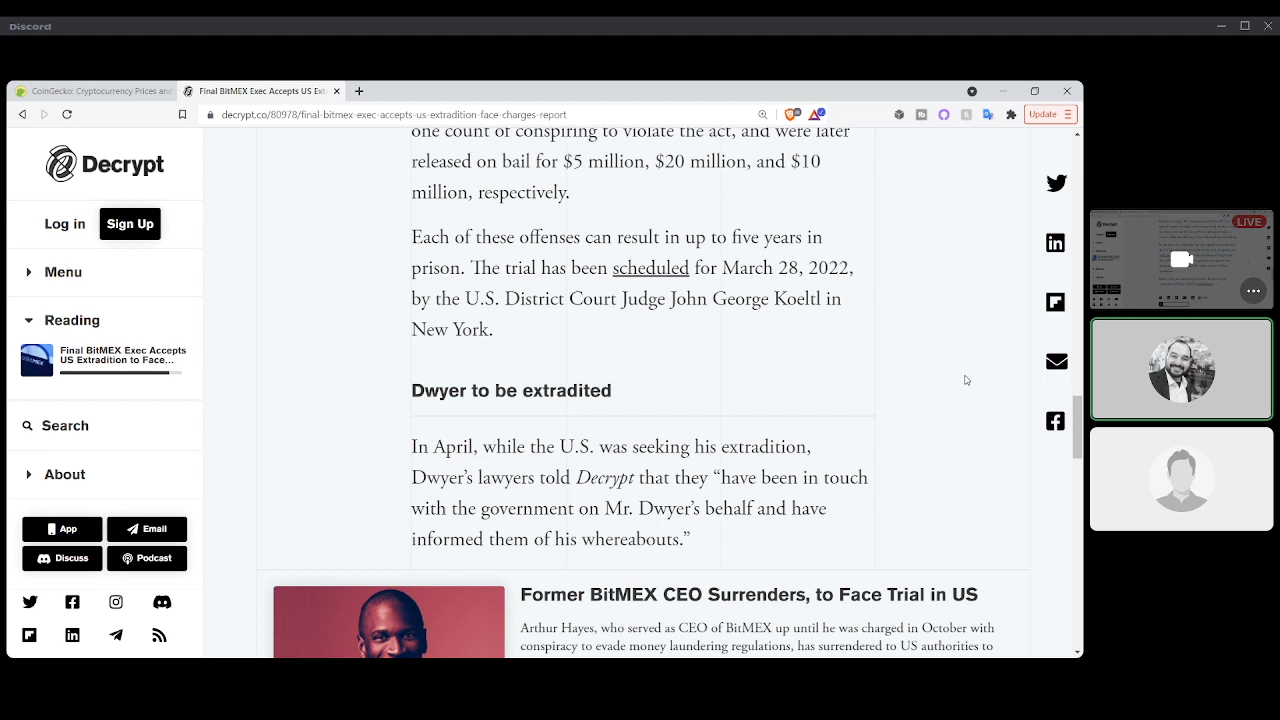 Discord
CoinGecko: Cryptocurrency Prices and
Final BitMEX Exec Accepts US Ext
decrypt.co/80978/final-bitmex-exec-accepts-us-extradition-face-charges-report
Update
Decrypt
Log in
Sign Up
Menu
Reading
Final BitMEX Exec Accepts
US Extradition to Face...
Search
About
App
Email
Discuss
Podcast
one count of conspiring to violate the act, and were later
released on bail for $5 million, $20 million, and $10
million, respectively.
Each of these offenses can result in up to five years in
prison. The trial has been scheduled for March 28, 2022,
by the U.S. District Court Judge John George Koeltl in
New York.
Dwyer to be extradited
In April, while the U.S. was seeking his extradition,
Dwyer’s lawyers told Decrypt that they “have been in touch
with the government on Mr. Dwyer’s behalf and have
informed them of his whereabouts.”
Former BitMEX CEO Surrenders, to Face Trial in US
Arthur Hayes, who served as CEO of BitMEX up until he was charged in October with
conspiracy to evade money laundering regulations, has surrendered to US authorities to
LIVE